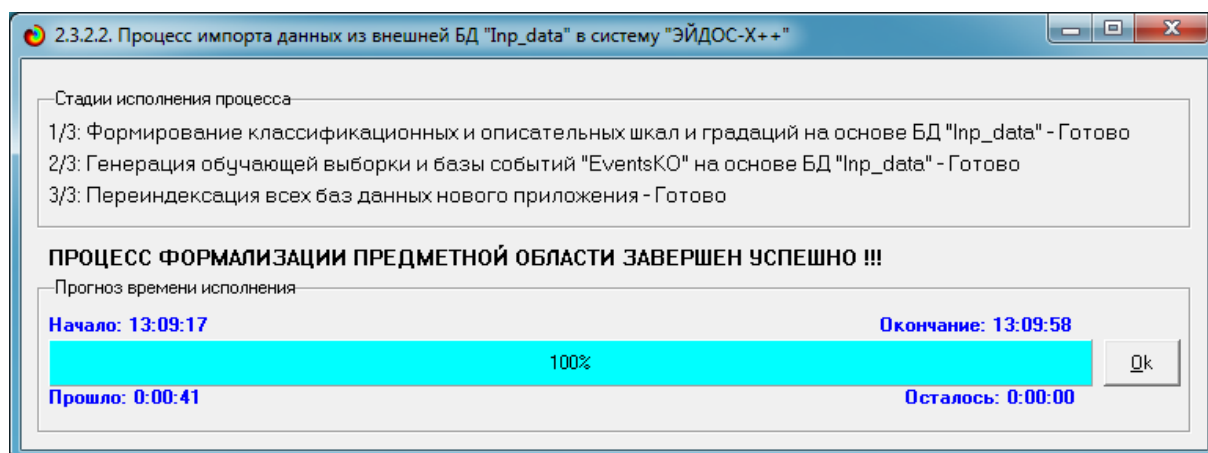 2.3.2.2. Процесс импорта данных из внешней БД "Inp_data" в систему "ЭЙДОС-Х++"
Стадии исполнения процесса
1/3: Формирование классификационных и описательных шкал и градаций на основе БД "Inp_data" - Готово
2/3: Генерация обучающей выборки и базы событий "EventsKO" на основе БД "Inp_data" - Готово
3/3: Переиндексация всех баз данных нового приложения - Готово
ПРОЦЕСС ФОРМАЛИЗАЦИИ ПРЕДМЕТНОЙ ОБЛАСТИ ЗАВЕРШЕН УСПЕШНО !!!
Прогноз времени исполнения
Начало: 13:09:17 Окончание: 13:09:58
100% Ok
Прошло: 0:00:41 Осталось: 0:00:00